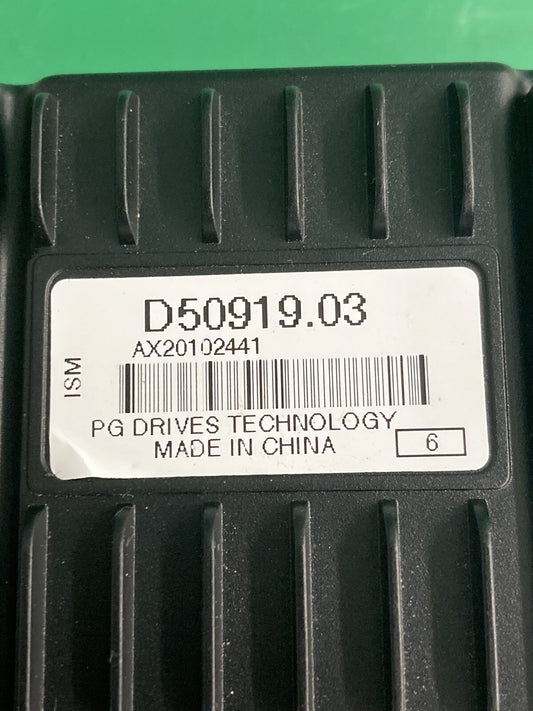 D50919.03
AX20102441
ISM
PG DRIVES TECHNOLOGY
MADE IN CHINA
6